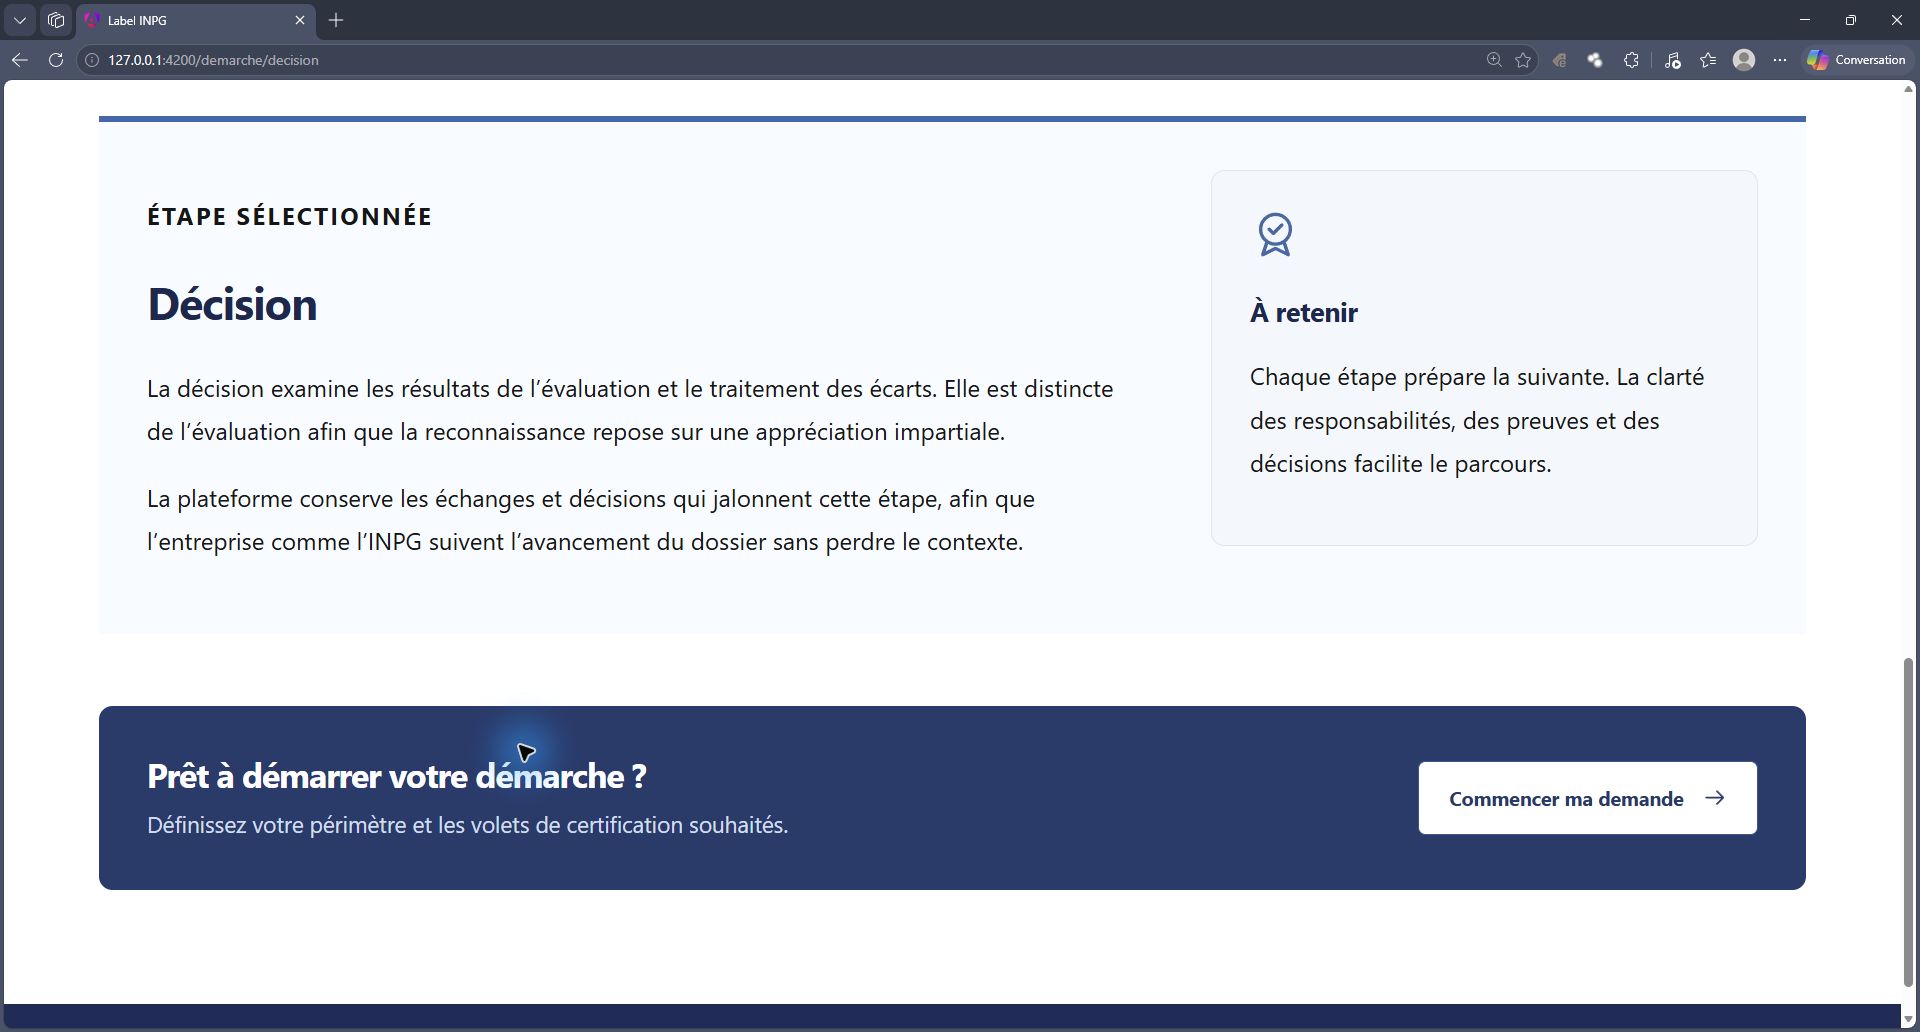 Label INPG
127.0.0.1:4200/demarche/decision
Conversation
ÉTAPE SÉLECTIONNÉE
Décision
La décision examine les résultats de l’évaluation et le traitement des écarts. Elle est distincte
de l’évaluation afin que la reconnaissance repose sur une appréciation impartiale.
La plateforme conserve les échanges et décisions qui jalonnent cette étape, afin que
l’entreprise comme l’INPG suivent l’avancement du dossier sans perdre le contexte.
À retenir
Chaque étape prépare la suivante. La clarté
des responsabilités, des preuves et des
décisions facilite le parcours.
Prêt à démarrer votre démarche ?
Définissez votre périmètre et les volets de certification souhaités.
Commencer ma demande